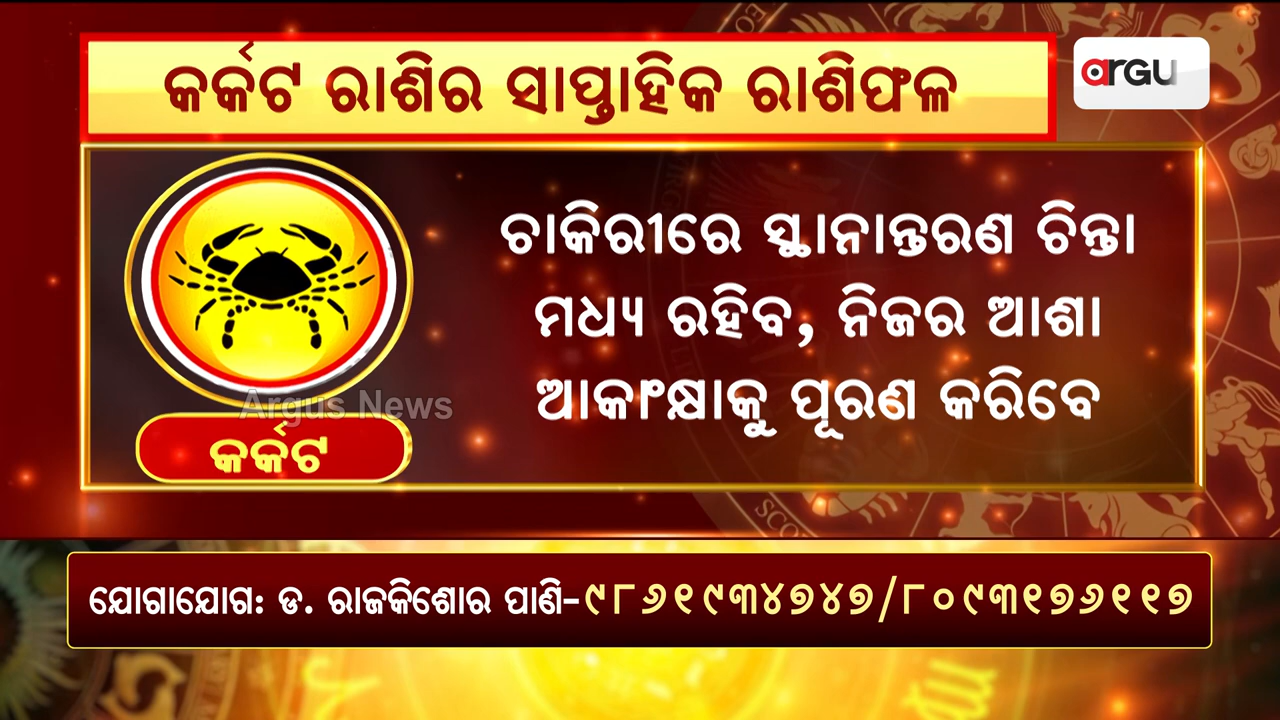 କର୍କଟ ରାଶିର ସାପ୍ତାହିକ ରାଶିଫଳ
ARGU
ଚାକିରୀରେ ସ୍ଥାନାନ୍ତରଣ ଚିନ୍ତା
ମଧ୍ୟ ରହିବ, ନିଜର ଆଶା
ଆକାଂକ୍ଷାକୁ ପୂରଣ କରିବେ
Argus News
କର୍କଟ
ଯୋଗାଯୋଗ: ଡ. ରାଜକିଶୋର ପାଣି-୯୮୬୧୯୩୪୭୪୭/୮୦୯୩୧୭୬୧୧୭